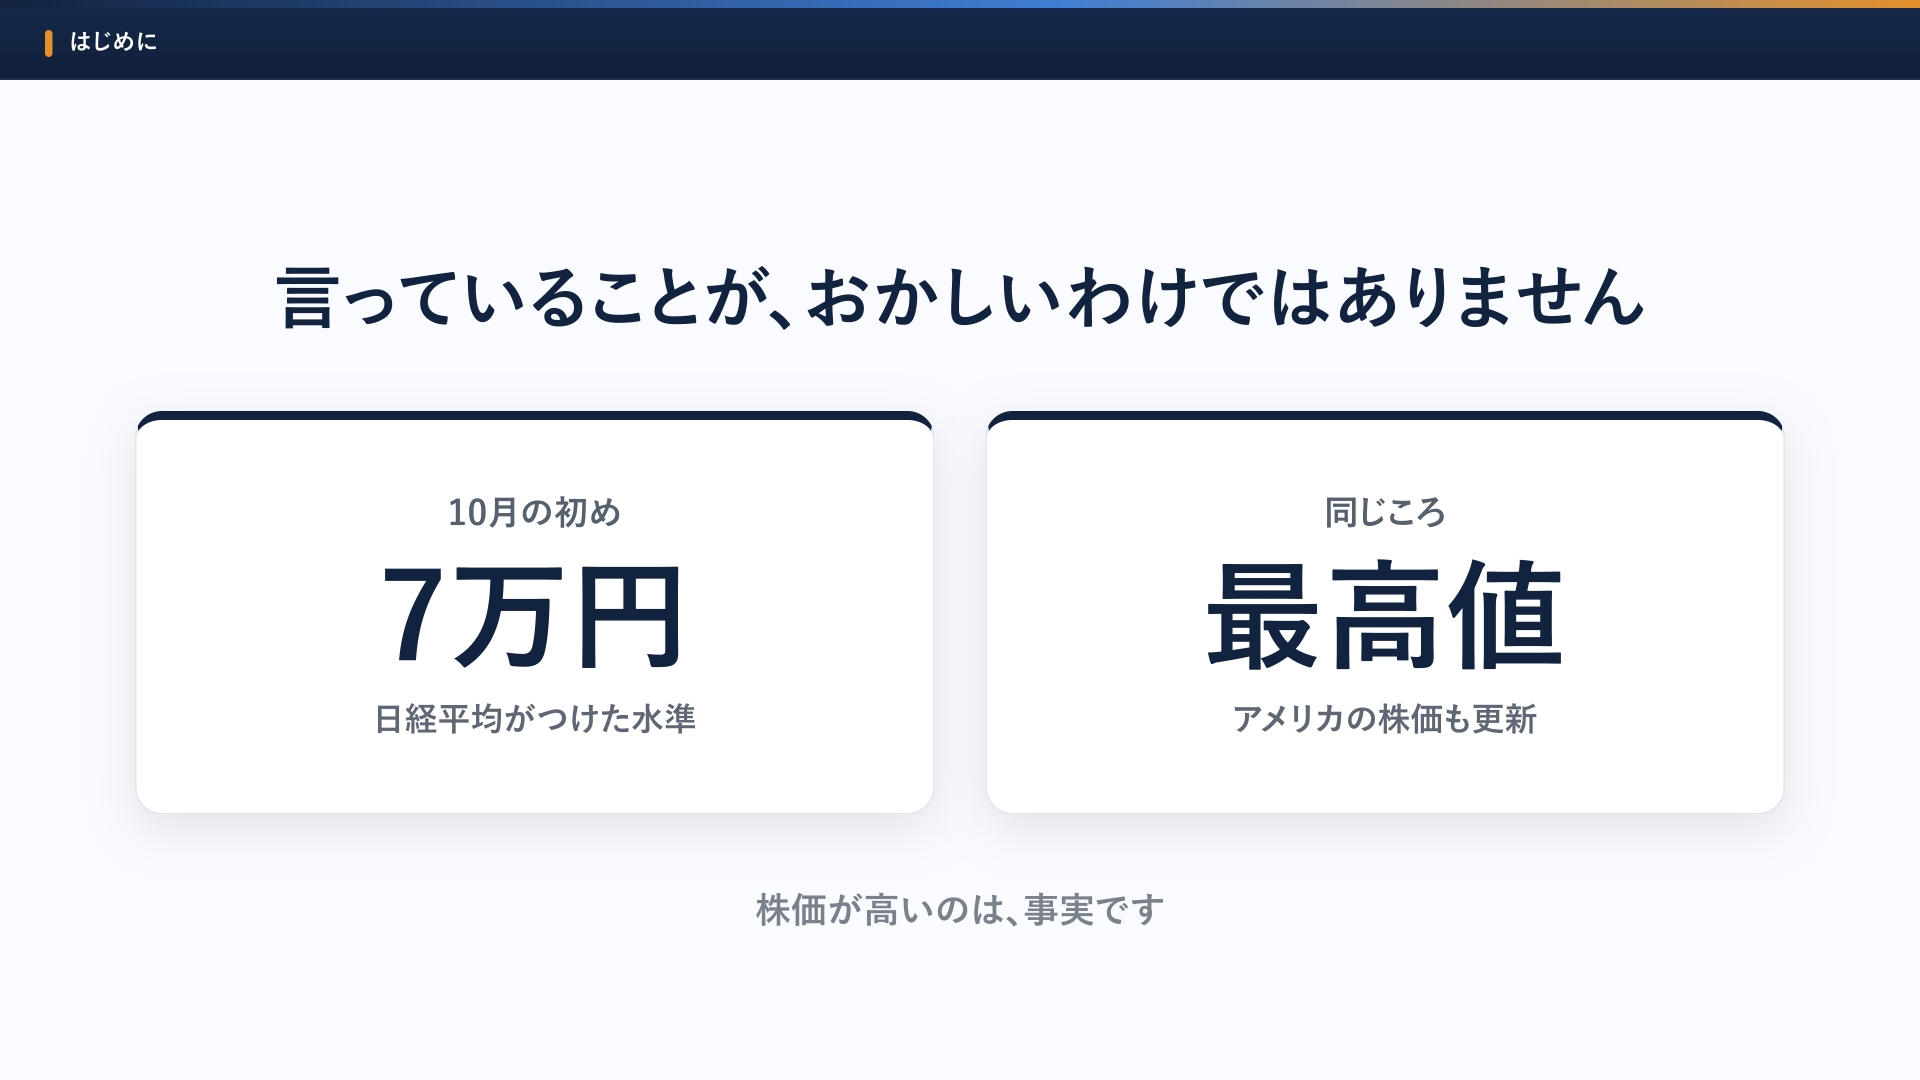 はじめに
言っていることが、おかしいわけではありません
10月の初め
7万円
日経平均がつけた水準
同じころ
最高値
アメリカの株価も更新
株価が高いのは、事実です